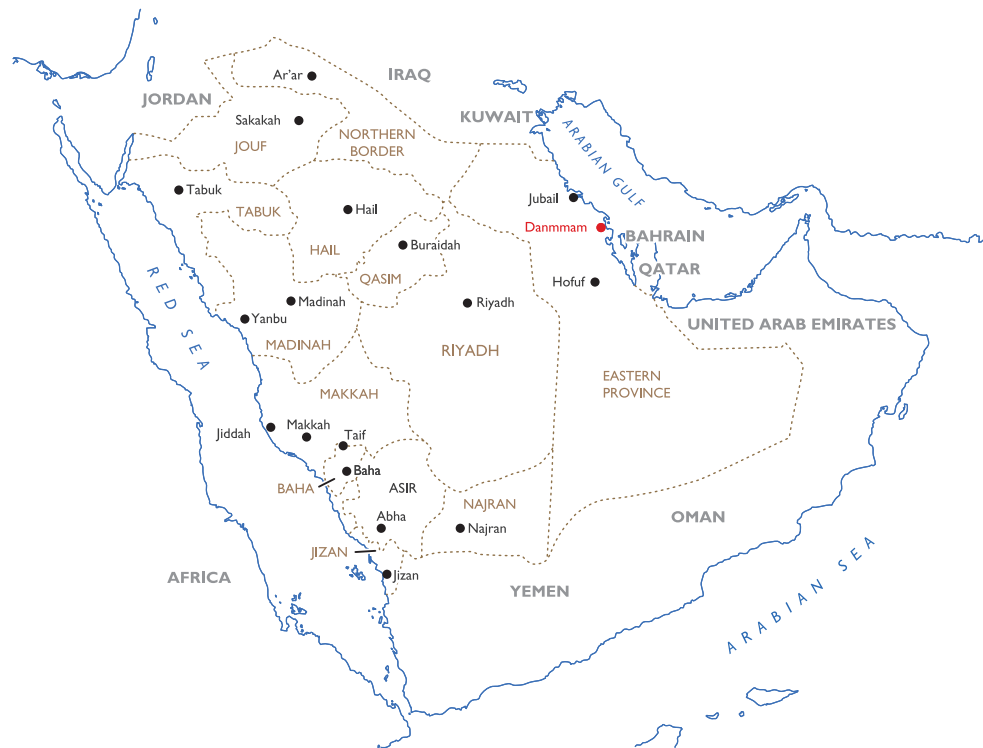 Ar'ar
IRAQ
JORDAN
KUWAIT
Sakakah
JOUF
NORTHERN
BORDER
ARABIAN GULF
Tabuk
TABUK
Hail
Jubail
Danmmam
BAHRAIN
HAIL
Buraidah
QASIM
QATAR
Hofuf
RED SEA
Madinah
Yanbu
Riyadh
UNITED ARAB EMIRATES
MADINAH
RİYADH
EASTERN
PROVINCE
MAKKAH
Jiddah
Makkah
Taif
Baha
BAHA
ASIR
NAJRAN
Abha
Najran
OMAN
JIZAN
Jizan
AFRICA
YEMEN
ARABIAN SEA